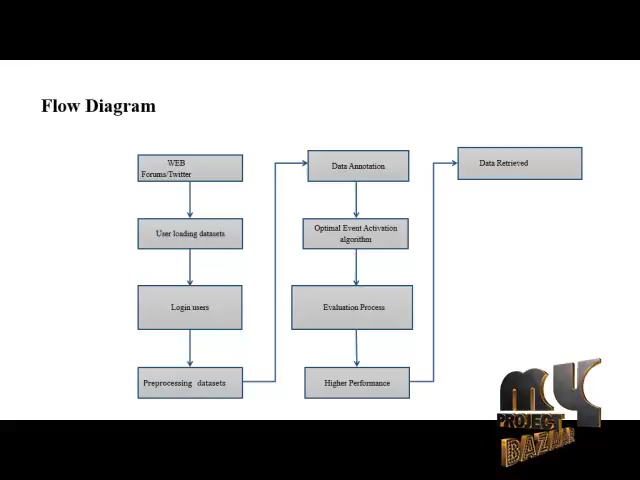 Flow Diagram
WEB
Forums/Twitter
User loading datasets
Login users
Preprocessing datasets
Data Annotation
Optimal Event Activation
algorithm
Evaluation Process
Higher Performance
Data Retrieved
MY
PROJECT
BAZAAR